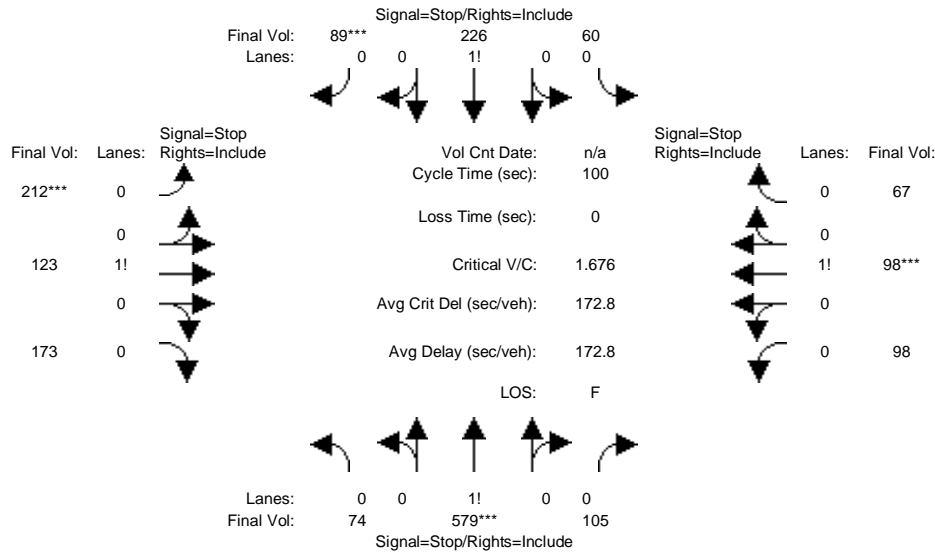 Signal=Stop/Rights=Include
Final Vol: 89*** 226 60
Lanes: 0 0 1! 0 0
Signal=Stop Signal=Stop
Final Vol: Lanes: Rights=Include Vol Cnt Date: n/a Rights=Include Lanes: Final Vol:
Cycle Time (sec): 100
212*** 0 0 67
Loss Time (sec): 0
0 0
123 1! Critical V/C: 1.676 1! 98***
0 Avg Crit Del (sec/veh): 172.8 0
173 0 Avg Delay (sec/veh): 172.8 0 98
LOS: F
Lanes: 0 0 1! 0 0
Final Vol: 74 579*** 105
Signal=Stop/Rights=Include